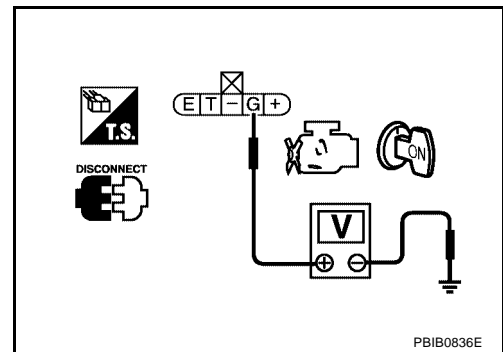 E T – G +
T.S.
DISCONNECT
ON
V
+ –
PBIB0836E